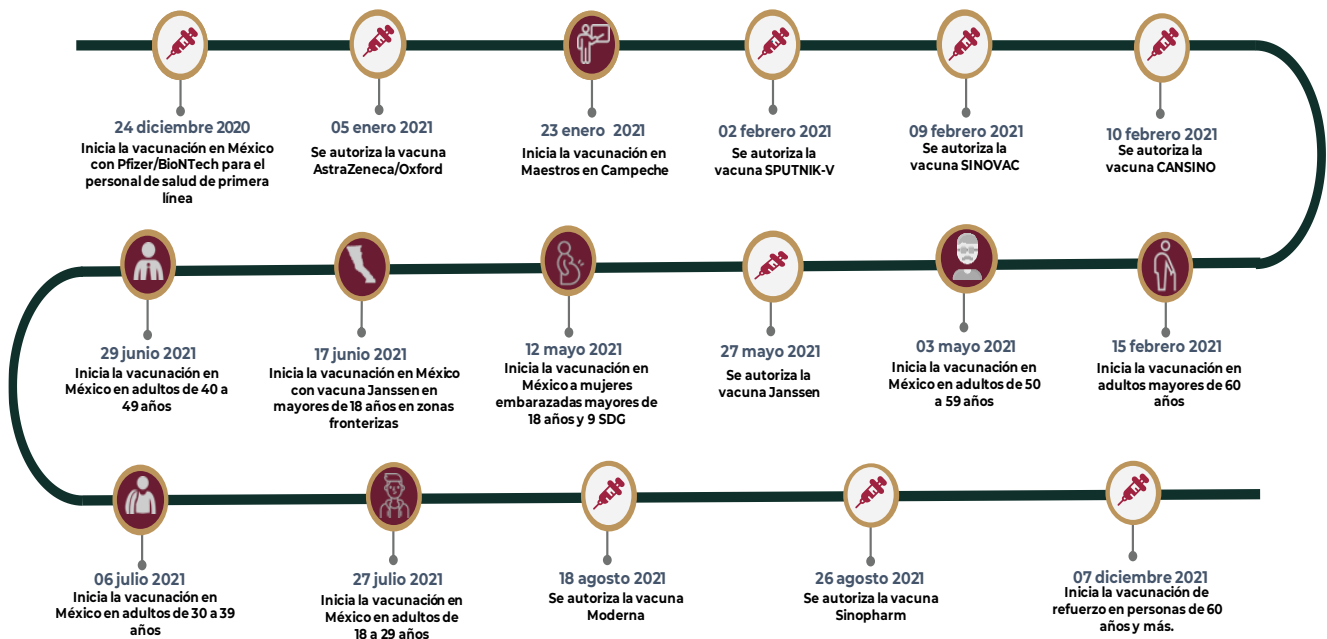 24 diciembre 2020
Inicia la vacunación en México
con Pfizer/BioNTech para el
personal de salud de primera
línea
05 enero 2021
Se autoriza la vacuna
AstraZeneca/Oxford
23 enero 2021
Inicia la vacunación en
Maestros en Campeche
02 febrero 2021
Se autoriza la
vacuna SPUTNIK-V
09 febrero 2021
Se autoriza la
vacuna SINOVAC
10 febrero 2021
Se autoriza la
vacuna CANSINO
29 junio 2021
Inicia la vacunación en
México en adultos de 40 a
49 años
17 junio 2021
Inicia la vacunación en México
con vacuna Janssen en
mayores de 18 años en zonas
fronterizas
12 mayo 2021
Inicia la vacunación en
México a mujeres
embarazadas mayores de
18 años y 9 SDG
27 mayo 2021
Se autoriza la
vacuna Janssen
03 mayo 2021
Inicia la vacunación en
México en adultos de 50
a 59 años
15 febrero 2021
Inicia la vacunación en
adultos mayores de 60
años
06 julio 2021
Inicia la vacunación en
México en adultos de 30 a 39
años
27 julio 2021
Inicia la vacunación en
México en adultos de
18 a 29 años
18 agosto 2021
Se autoriza la vacuna
Moderna
26 agosto 2021
Se autoriza la vacuna
Sinopharm
07 diciembre 2021
Inicia la vacunación de
refuerzo en personas de 60
años y más.